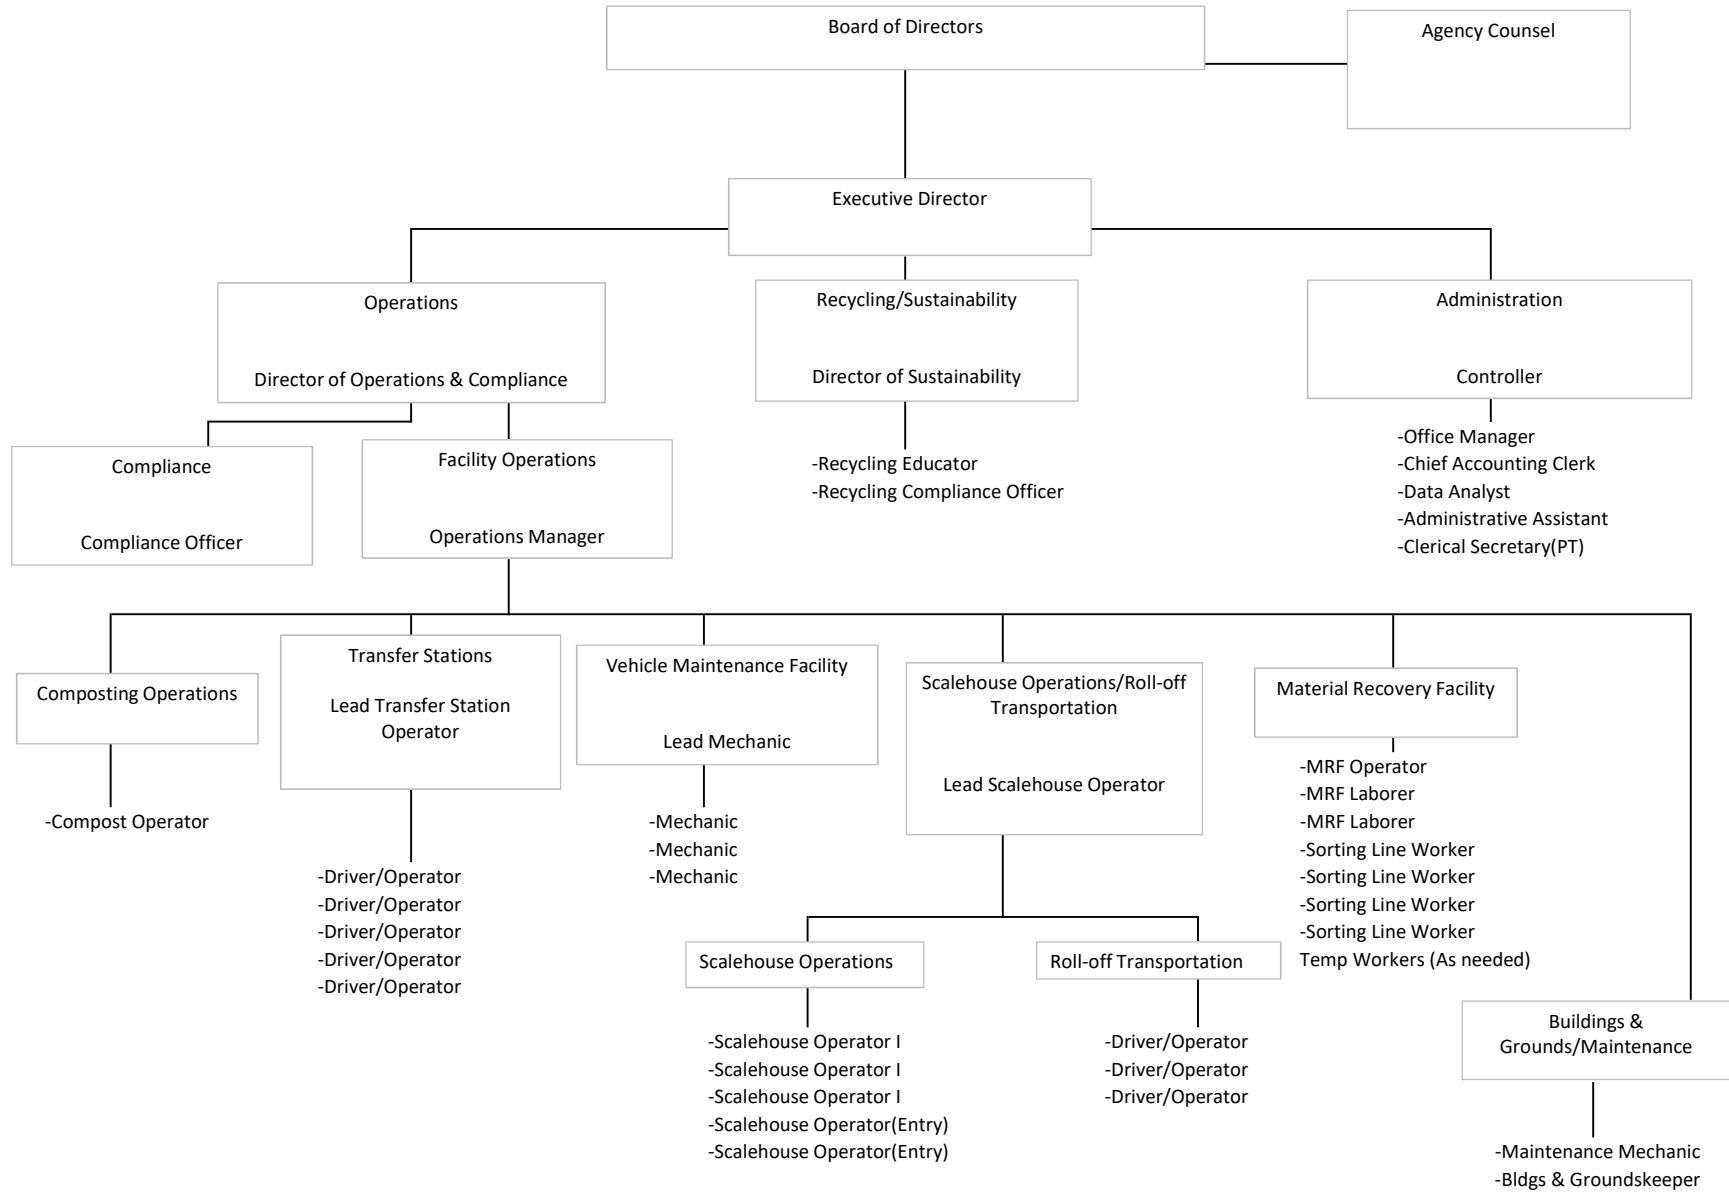 Board of Directors
Agency Counsel
Executive Director
Operations
Director of Operations & Compliance
Recycling/Sustainability
Director of Sustainability
Administration
Controller
-Recycling Educator
-Recycling Compliance Officer
-Office Manager
-Chief Accounting Clerk
-Data Analyst
-Administrative Assistant
-Clerical Secretary(PT)
Compliance
Compliance Officer
Facility Operations
Operations Manager
Composting Operations
-Compost Operator
Transfer Stations
Lead Transfer Station
Operator
-Driver/Operator
-Driver/Operator
-Driver/Operator
-Driver/Operator
-Driver/Operator
Vehicle Maintenance Facility
Lead Mechanic
-Mechanic
-Mechanic
-Mechanic
Scalehouse Operations/Roll-off
Transportation
Lead Scalehouse Operator
Scalehouse Operations
-Scalehouse Operator I
-Scalehouse Operator I
-Scalehouse Operator I
-Scalehouse Operator(Entry)
-Scalehouse Operator(Entry)
Roll-off Transportation
-Driver/Operator
-Driver/Operator
-Driver/Operator
Material Recovery Facility
-MRF Operator
-MRF Laborer
-MRF Laborer
-Sorting Line Worker
-Sorting Line Worker
-Sorting Line Worker
-Sorting Line Worker
Temp Workers (As needed)
Buildings &
Grounds/Maintenance
-Maintenance Mechanic
-Bldgs & Groundskeeper